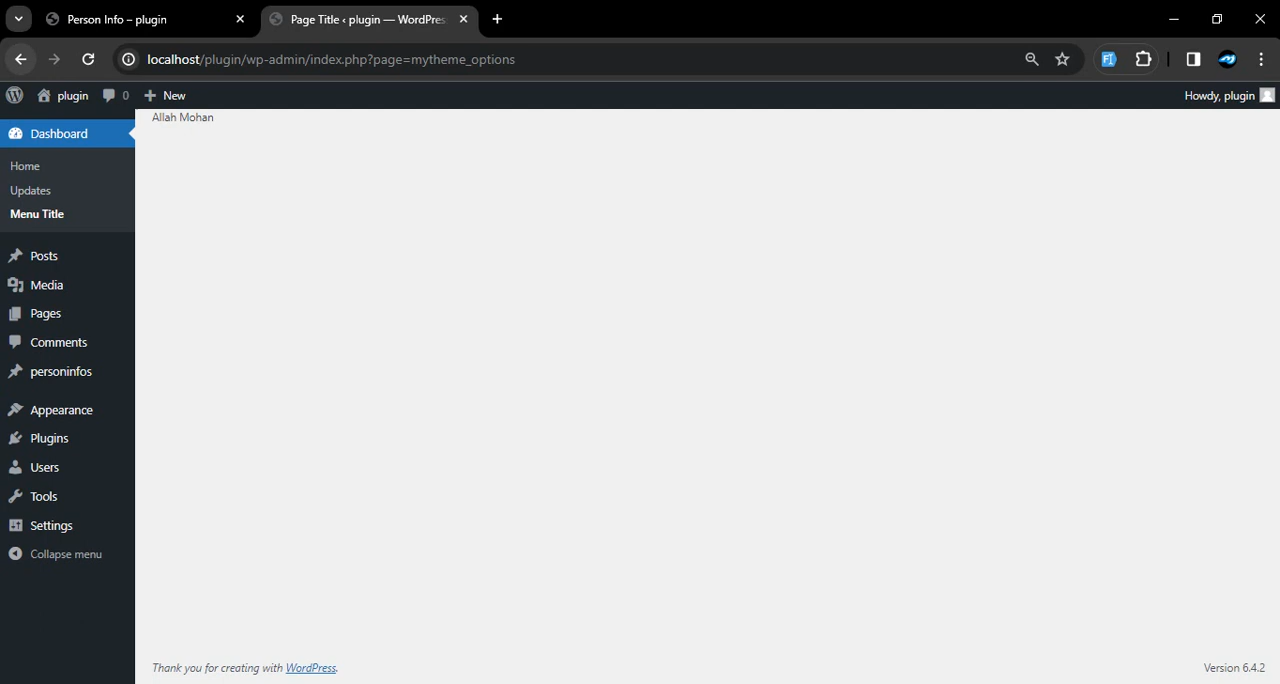 Person Info – plugin
Page Title ‹ plugin — WordPres
localhost/plugin/wp-admin/index.php?page=mytheme_options
plugin
0
New
Howdy, plugin
Allah Mohan
Dashboard
Home
Updates
Menu Title
Posts
Media
Pages
Comments
personinfos
Appearance
Plugins
Users
Tools
Settings
Collapse menu
Thank you for creating with WordPress.
Version 6.4.2